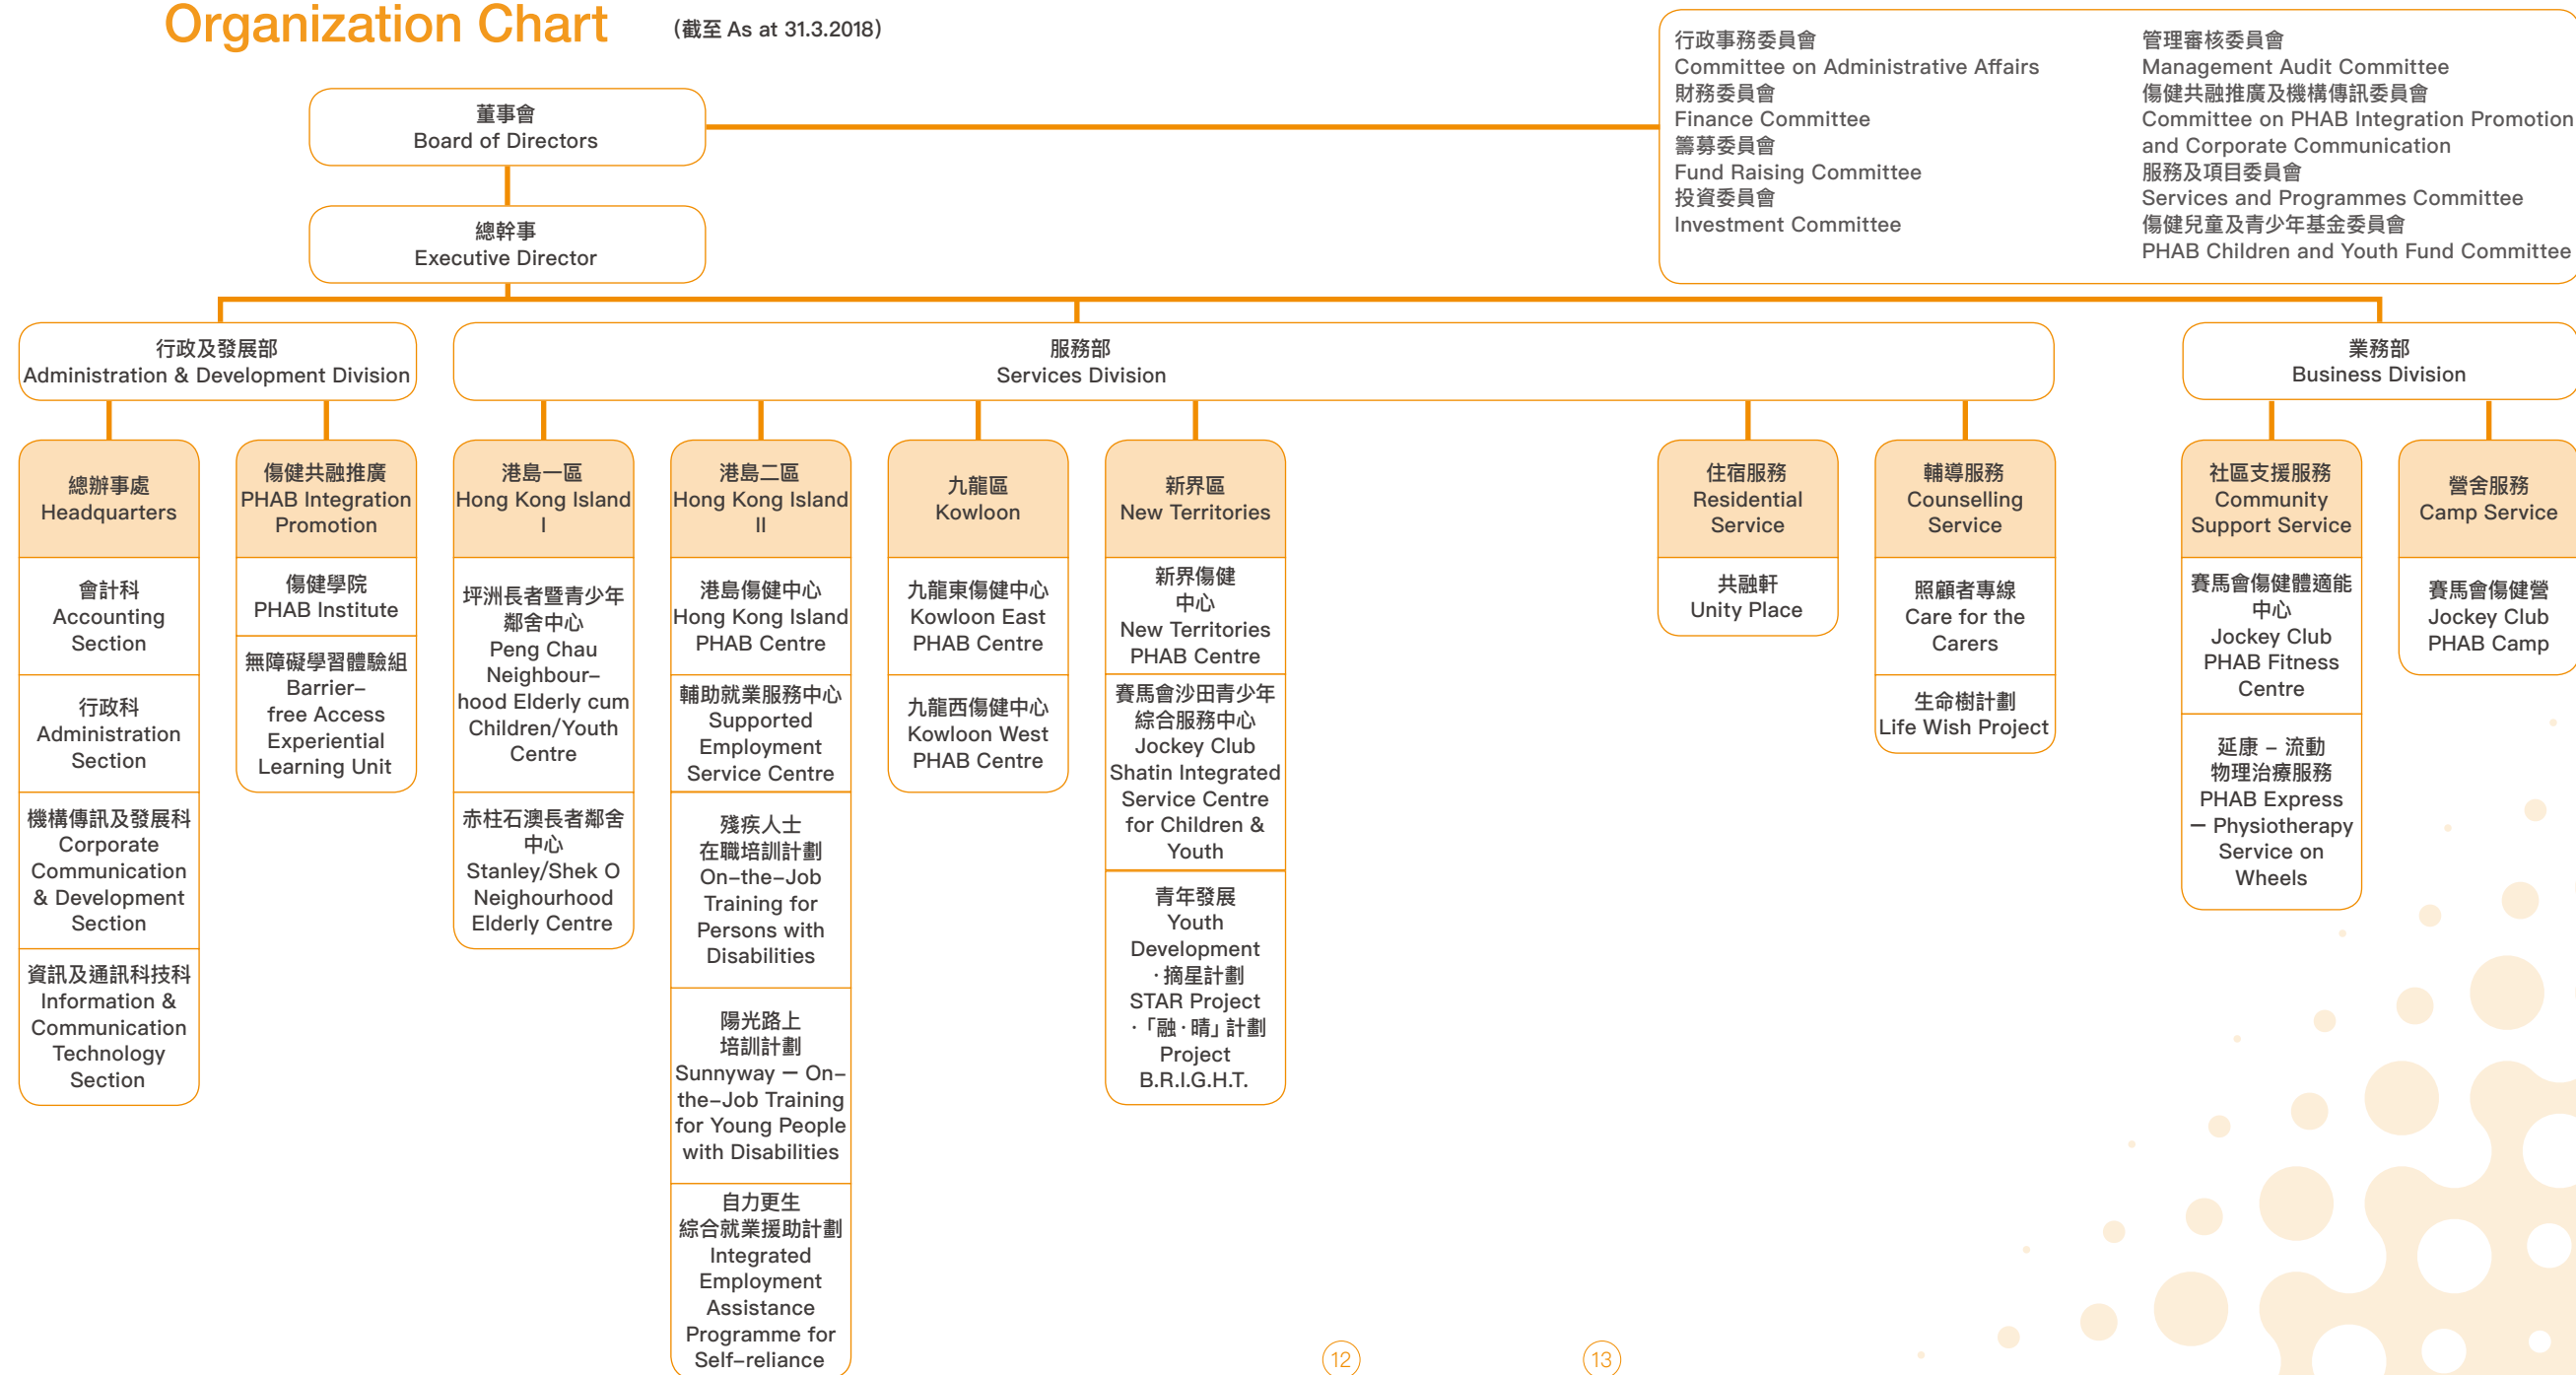 Organization Chart
(截至 As at 31.3.2018)
行政事務委員會
Committee on Administrative Affairs
財務委員會
Finance Committee
籌募委員會
Fund Raising Committee
投資委員會
Investment Committee
管理審核委員會
Management Audit Committee
傷健共融推廣及機構傳訊委員會
Committee on PHAB Integration Promotion
and Corporate Communication
服務及項目委員會
Services and Programmes Committee
傷健兒童及青少年基金委員會
PHAB Children and Youth Fund Committee
董事會
Board of Directors
總幹事
Executive Director
行政及發展部
Administration & Development Division
服務部
Services Division
業務部
Business Division
總辦事處
Headquarters
會計科
Accounting
Section
行政科
Administration
Section
機構傳訊及發展科
Corporate
Communication
& Development
Section
資訊及通訊科技科
Information &
Communication
Technology
Section
傷健共融推廣
PHAB Integration
Promotion
傷健學院
PHAB Institute
無障礙學習體驗組
Barrier–
free Access
Experiential
Learning Unit
港島一區
Hong Kong Island
I
坪洲長者暨青少年
鄰舍中心
Peng Chau
Neighbour–
hood Elderly cum
Children/Youth
Centre
赤柱石澳長者鄰舍
中心
Stanley/Shek O
Neighourhood
Elderly Centre
港島二區
Hong Kong Island
II
港島傷健中心
Hong Kong Island
PHAB Centre
輔助就業服務中心
Supported
Employment
Service Centre
殘疾人士
在職培訓計劃
On–the–Job
Training for
Persons with
Disabilities
陽光路上
培訓計劃
Sunnyway — On–
the–Job Training
for Young People
with Disabilities
自力更生
綜合就業援助計劃
Integrated
Employment
Assistance
Programme for
Self–reliance
九龍區
Kowloon
九龍東傷健中心
Kowloon East
PHAB Centre
九龍西傷健中心
Kowloon West
PHAB Centre
新界區
New Territories
新界傷健
中心
New Territories
PHAB Centre
賽馬會沙田青少年
綜合服務中心
Jockey Club
Shatin Integrated
Service Centre
for Children &
Youth
青年發展
Youth
Development
·摘星計劃
STAR Project
·「融·晴」計劃
Project
B.R.I.G.H.T.
住宿服務
Residential
Service
共融軒
Unity Place
輔導服務
Counselling
Service
照顧者專線
Care for the
Carers
生命樹計劃
Life Wish Project
社區支援服務
Community
Support Service
賽馬會傷健體適能
中心
Jockey Club
PHAB Fitness
Centre
延康 – 流動
物理治療服務
PHAB Express
— Physiotherapy
Service on
Wheels
營舍服務
Camp Service
賽馬會傷健營
Jockey Club
PHAB Camp
12
13